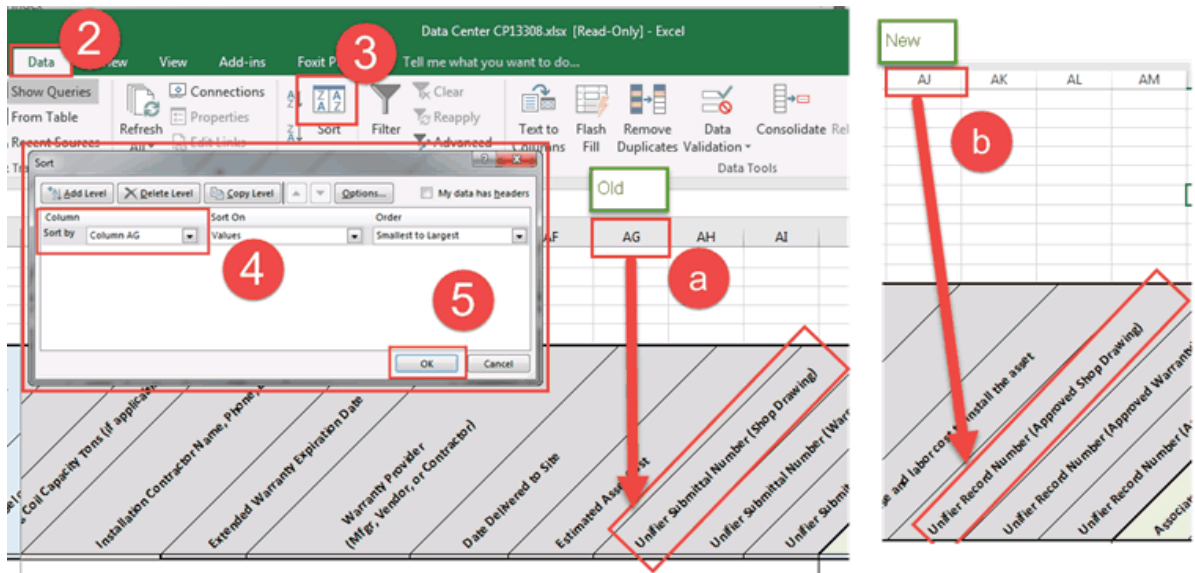 Data Center CP13308.xlsx [Read-Only] - Excel
2
3
Data
View
Add-ins
Foxit P
Tell me what you want to do...
Show Queries
From Table
Recent Sources
Refresh
All
Connections
Properties
Edit Links
Sort
Filter
Clear
Reapply
Advanced
Text to
Columns
Flash
Fill
Remove
Duplicates
Data
Validation
Consolidate
Data Tools
Sort
Add Level
Delete Level
Copy Level
Options...
My data has headers
Column
Sort On
Order
Sort by
Column AG
Values
Smallest to Largest
4
5
OK
Cancel
Old
AF
AG
AH
AI
a
Coil Capacity Tons (if applica
Installation Contractor Name, Phone,
Extended Warranty Expiration Date
Warranty Provider
(Mfgr, Vendor, or Contractor)
Date Delivered to Site
Estimated Asset
Unifier Submittal Number (Shop Drawing)
Unifier Submittal Number (Warr
Unifier Submit
New
AJ
AK
AL
AM
b
se and labor cost to install the asset
Unifier Record Number (Approved Shop Drawing)
Unifier Record Number (Approved Warrant
Unifier Record Number (A
Associa